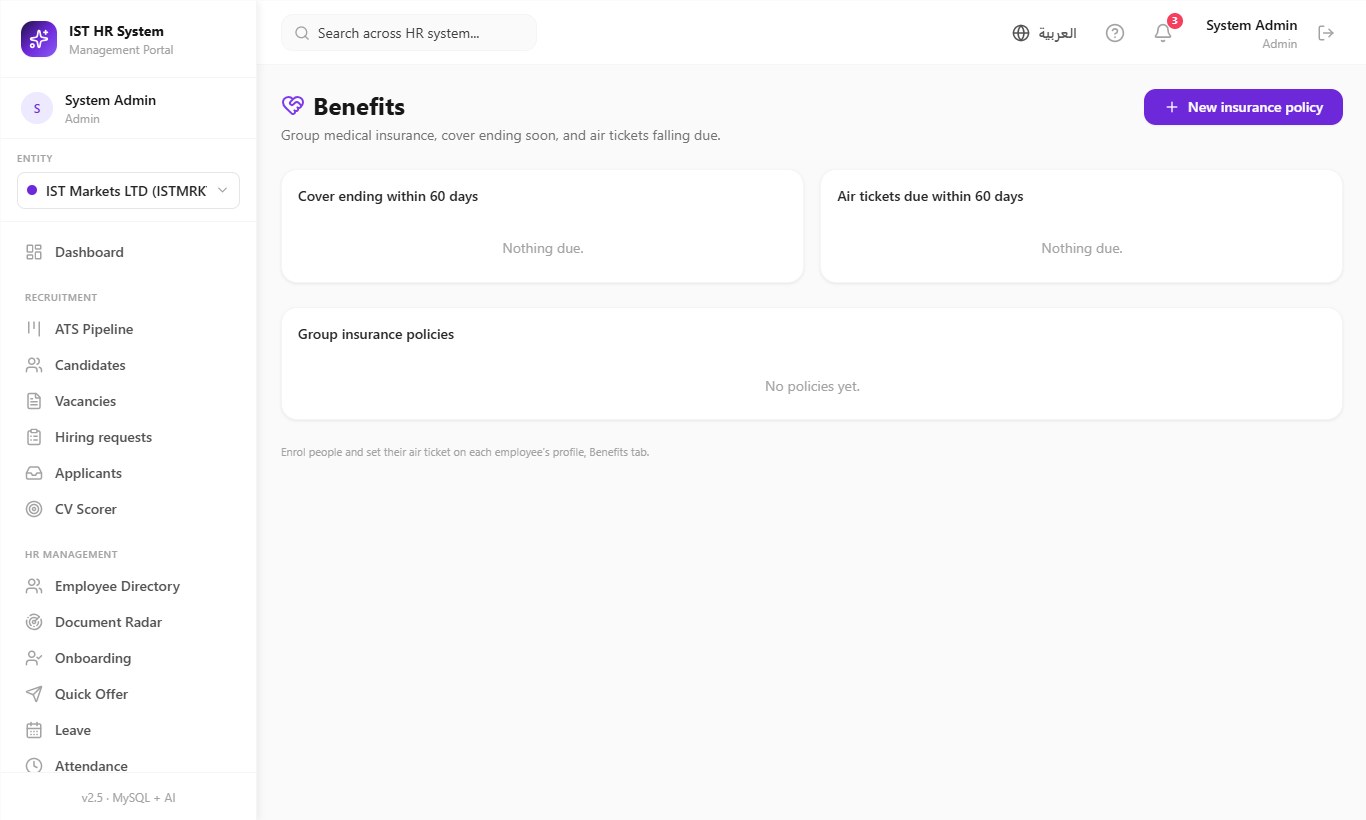 IST HR System
Management Portal
S
System Admin
Admin
ENTITY
IST Markets LTD (ISTMRK
Dashboard
RECRUITMENT
ATS Pipeline
Candidates
Vacancies
Hiring requests
Applicants
CV Scorer
HR MANAGEMENT
Employee Directory
Document Radar
Onboarding
Quick Offer
Leave
Attendance
v2.5 · MySQL + AI
Search across HR system...
العربية
3
System Admin
Admin
Benefits
Group medical insurance, cover ending soon, and air tickets falling due.
New insurance policy
Cover ending within 60 days
Nothing due.
Air tickets due within 60 days
Nothing due.
Group insurance policies
No policies yet.
Enrol people and set their air ticket on each employee's profile, Benefits tab.